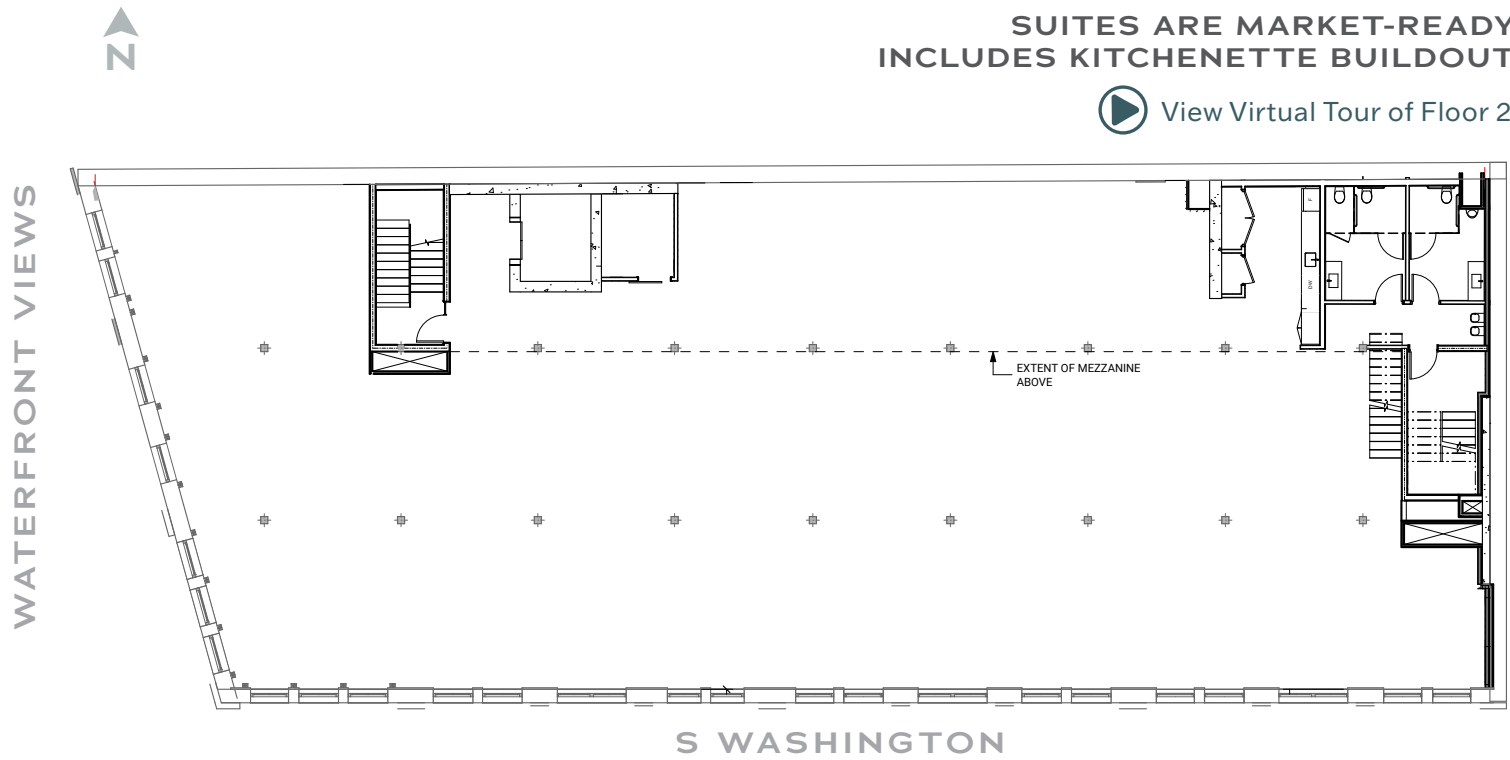 N
SUITES ARE MARKET-READY
INCLUDES KITCHENETTE BUILDOUT
View Virtual Tour of Floor 2
WATERFRONT VIEWS
F
DW
EXTENT OF MEZZANINE
ABOVE
S WASHINGTON